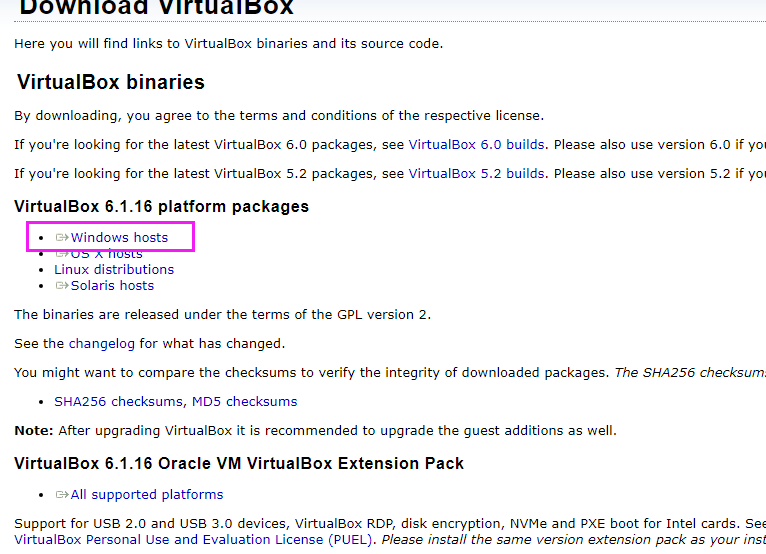 Download VirtualBox
Here you will find links to VirtualBox binaries and its source code.
VirtualBox binaries
By downloading, you agree to the terms and conditions of the respective license.
If you're looking for the latest VirtualBox 6.0 packages, see VirtualBox 6.0 builds. Please also use version 6.0 if you
If you're looking for the latest VirtualBox 5.2 packages, see VirtualBox 5.2 builds. Please also use version 5.2 if you
VirtualBox 6.1.16 platform packages
• Windows hosts
• OS X hosts
• Linux distributions
• Solaris hosts
The binaries are released under the terms of the GPL version 2.
See the changelog for what has changed.
You might want to compare the checksums to verify the integrity of downloaded packages. The SHA256 checksums
• SHA256 checksums, MD5 checksums
Note: After upgrading VirtualBox it is recommended to upgrade the guest additions as well.
VirtualBox 6.1.16 Oracle VM VirtualBox Extension Pack
• All supported platforms
Support for USB 2.0 and USB 3.0 devices, VirtualBox RDP, disk encryption, NVMe and PXE boot for Intel cards. See
VirtualBox Personal Use and Evaluation License (PUEL). Please install the same version extension pack as your inst